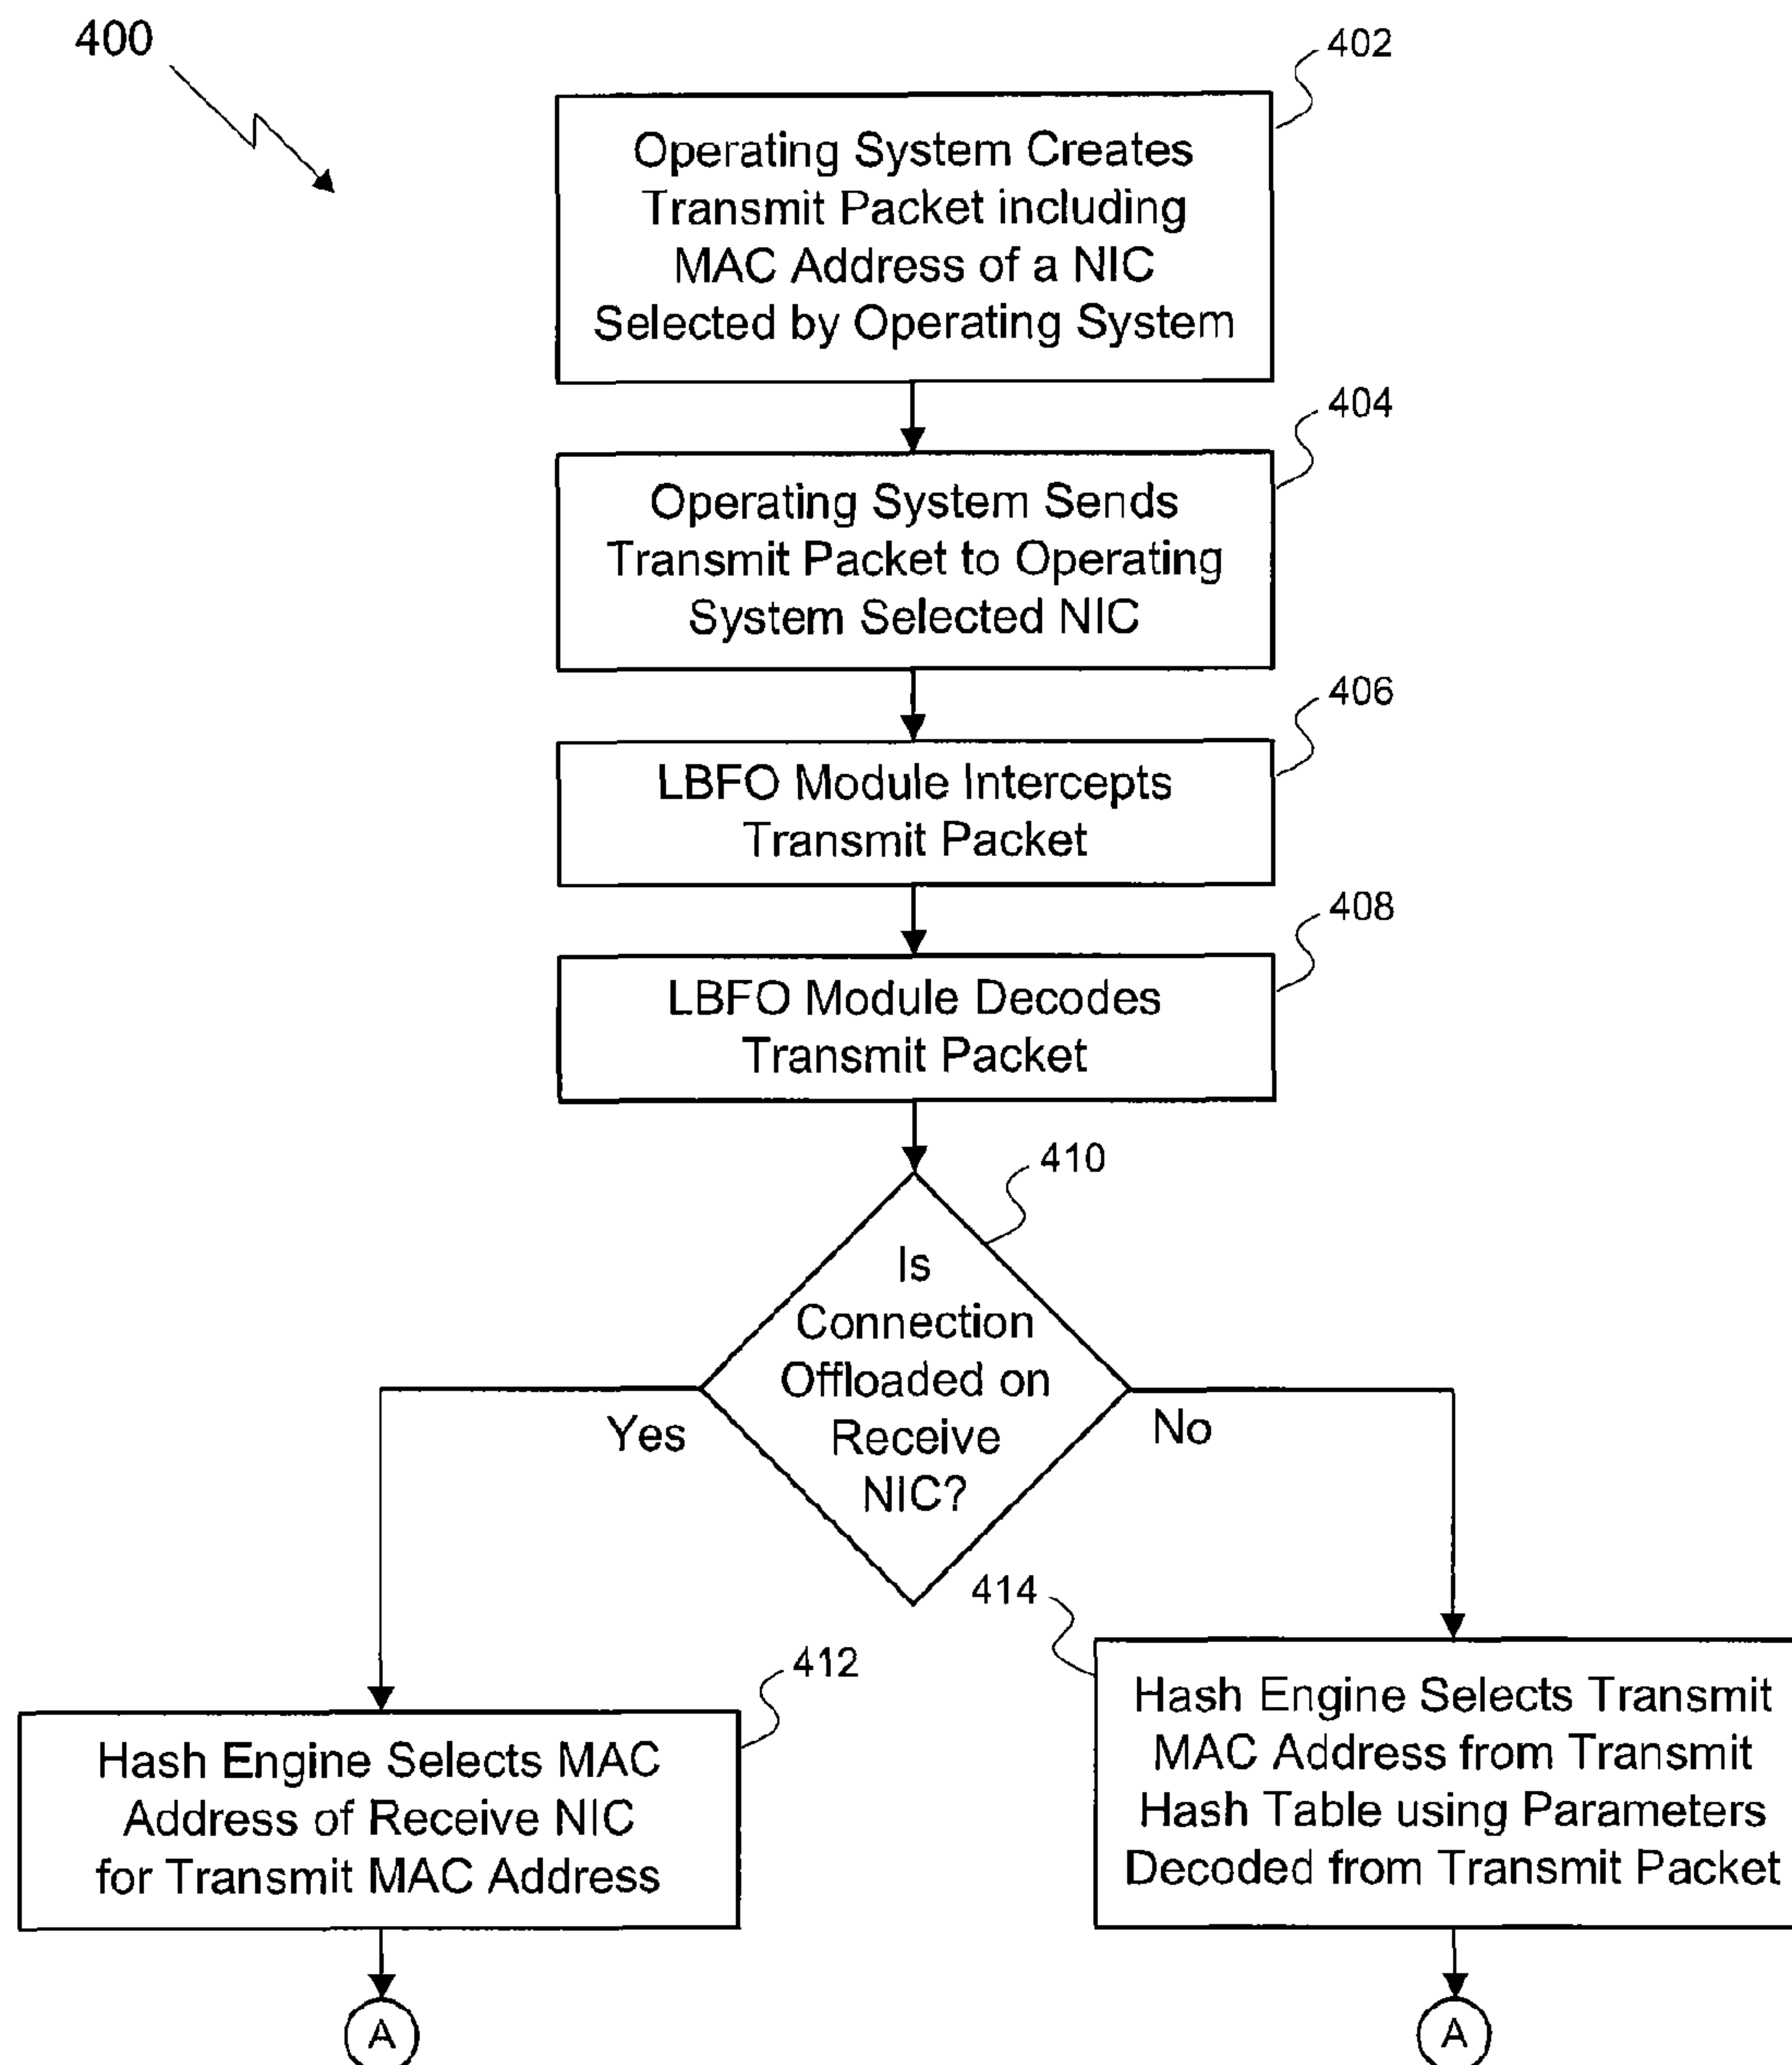 400
402
Operating System Creates
Transmit Packet including
MAC Address of a NIC
Selected by Operating System
404
Operating System Sends
Transmit Packet to Operating
System Selected NIC
406
LBFO Module Intercepts
Transmit Packet
408
LBFO Module Decodes
Transmit Packet
410
Is
Connection
Offloaded on
Receive
NIC?
Yes
No
412
Hash Engine Selects MAC
Address of Receive NIC
for Transmit MAC Address
414
Hash Engine Selects Transmit
MAC Address from Transmit
Hash Table using Parameters
Decoded from Transmit Packet
A
A